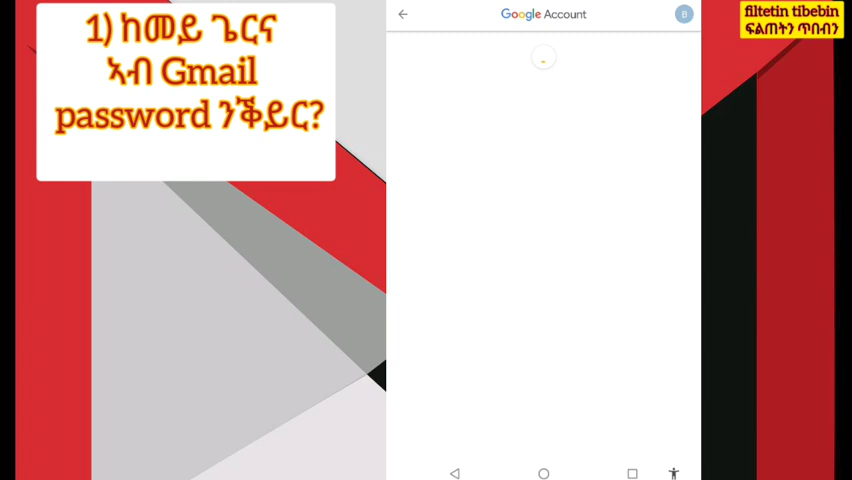 1) ከመይ ጌርና
ኣብ Gmail
password ንቕይር?
Google Account
B
filtetin tibebin
ፍልጠትን ጥበብን